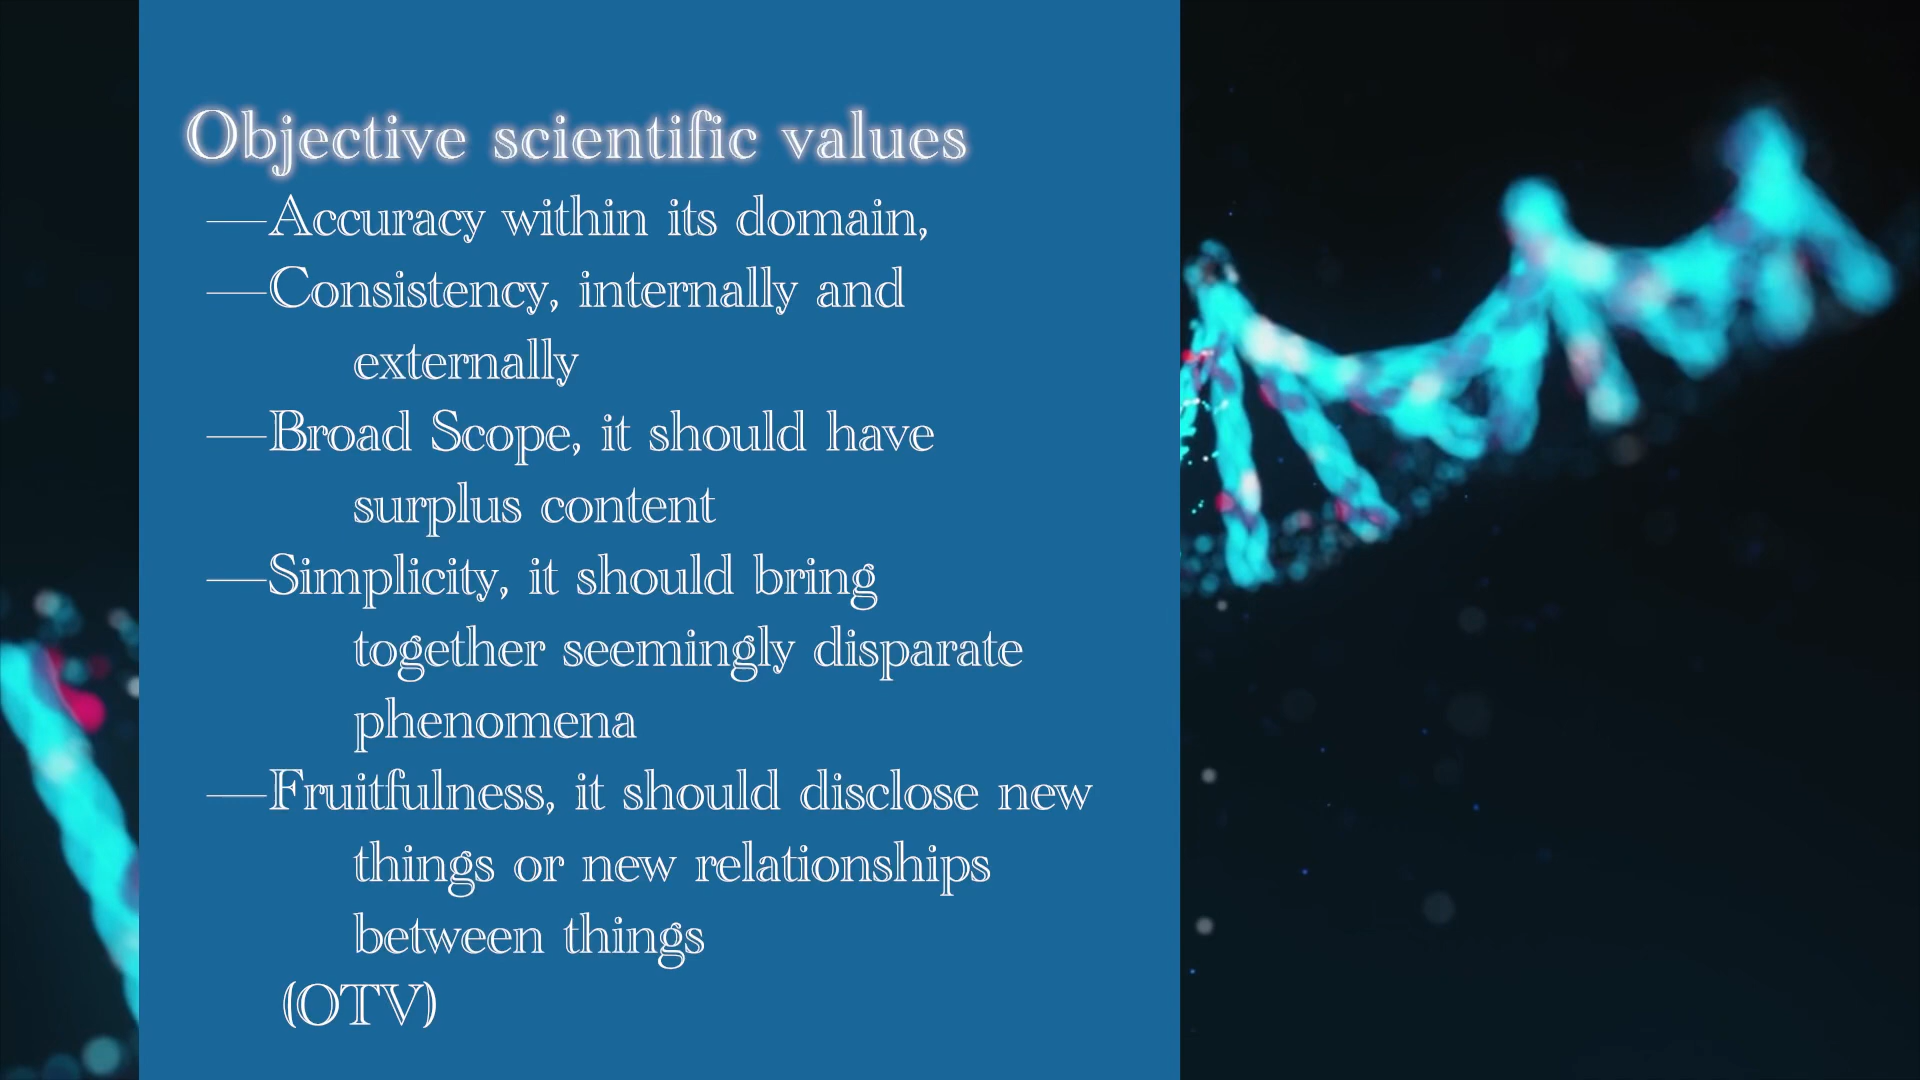 Objective scientific values
—Accuracy within its domain,
—Consistency, internally and
externally
—Broad Scope, it should have
surplus content
—Simplicity, it should bring
together seemingly disparate
phenomena
—Fruitfulness, it should disclose new
things or new relationships
between things
(OTV)